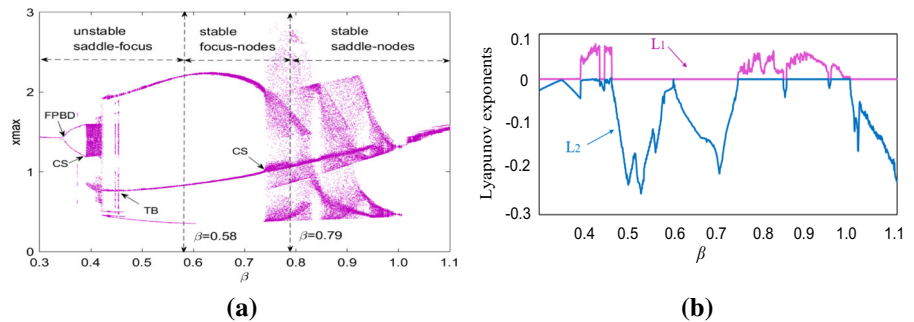 (a)
unstable
saddle-focus
stable
focus-nodes
stable
saddle-nodes
3
2
1
0
xmax
FPBD
CS
TB
CS
β=0.58
β=0.79
0.3 0.4 0.5 0.6 0.7 0.8 0.9 1.0 1.1
β
(a)
(b)
Lyapunov exponents
0.1
0
-0.1
-0.2
-0.3
L1
L2
0.4 0.5 0.6 0.7 0.8 0.9 1.0 1.1
β
(b)